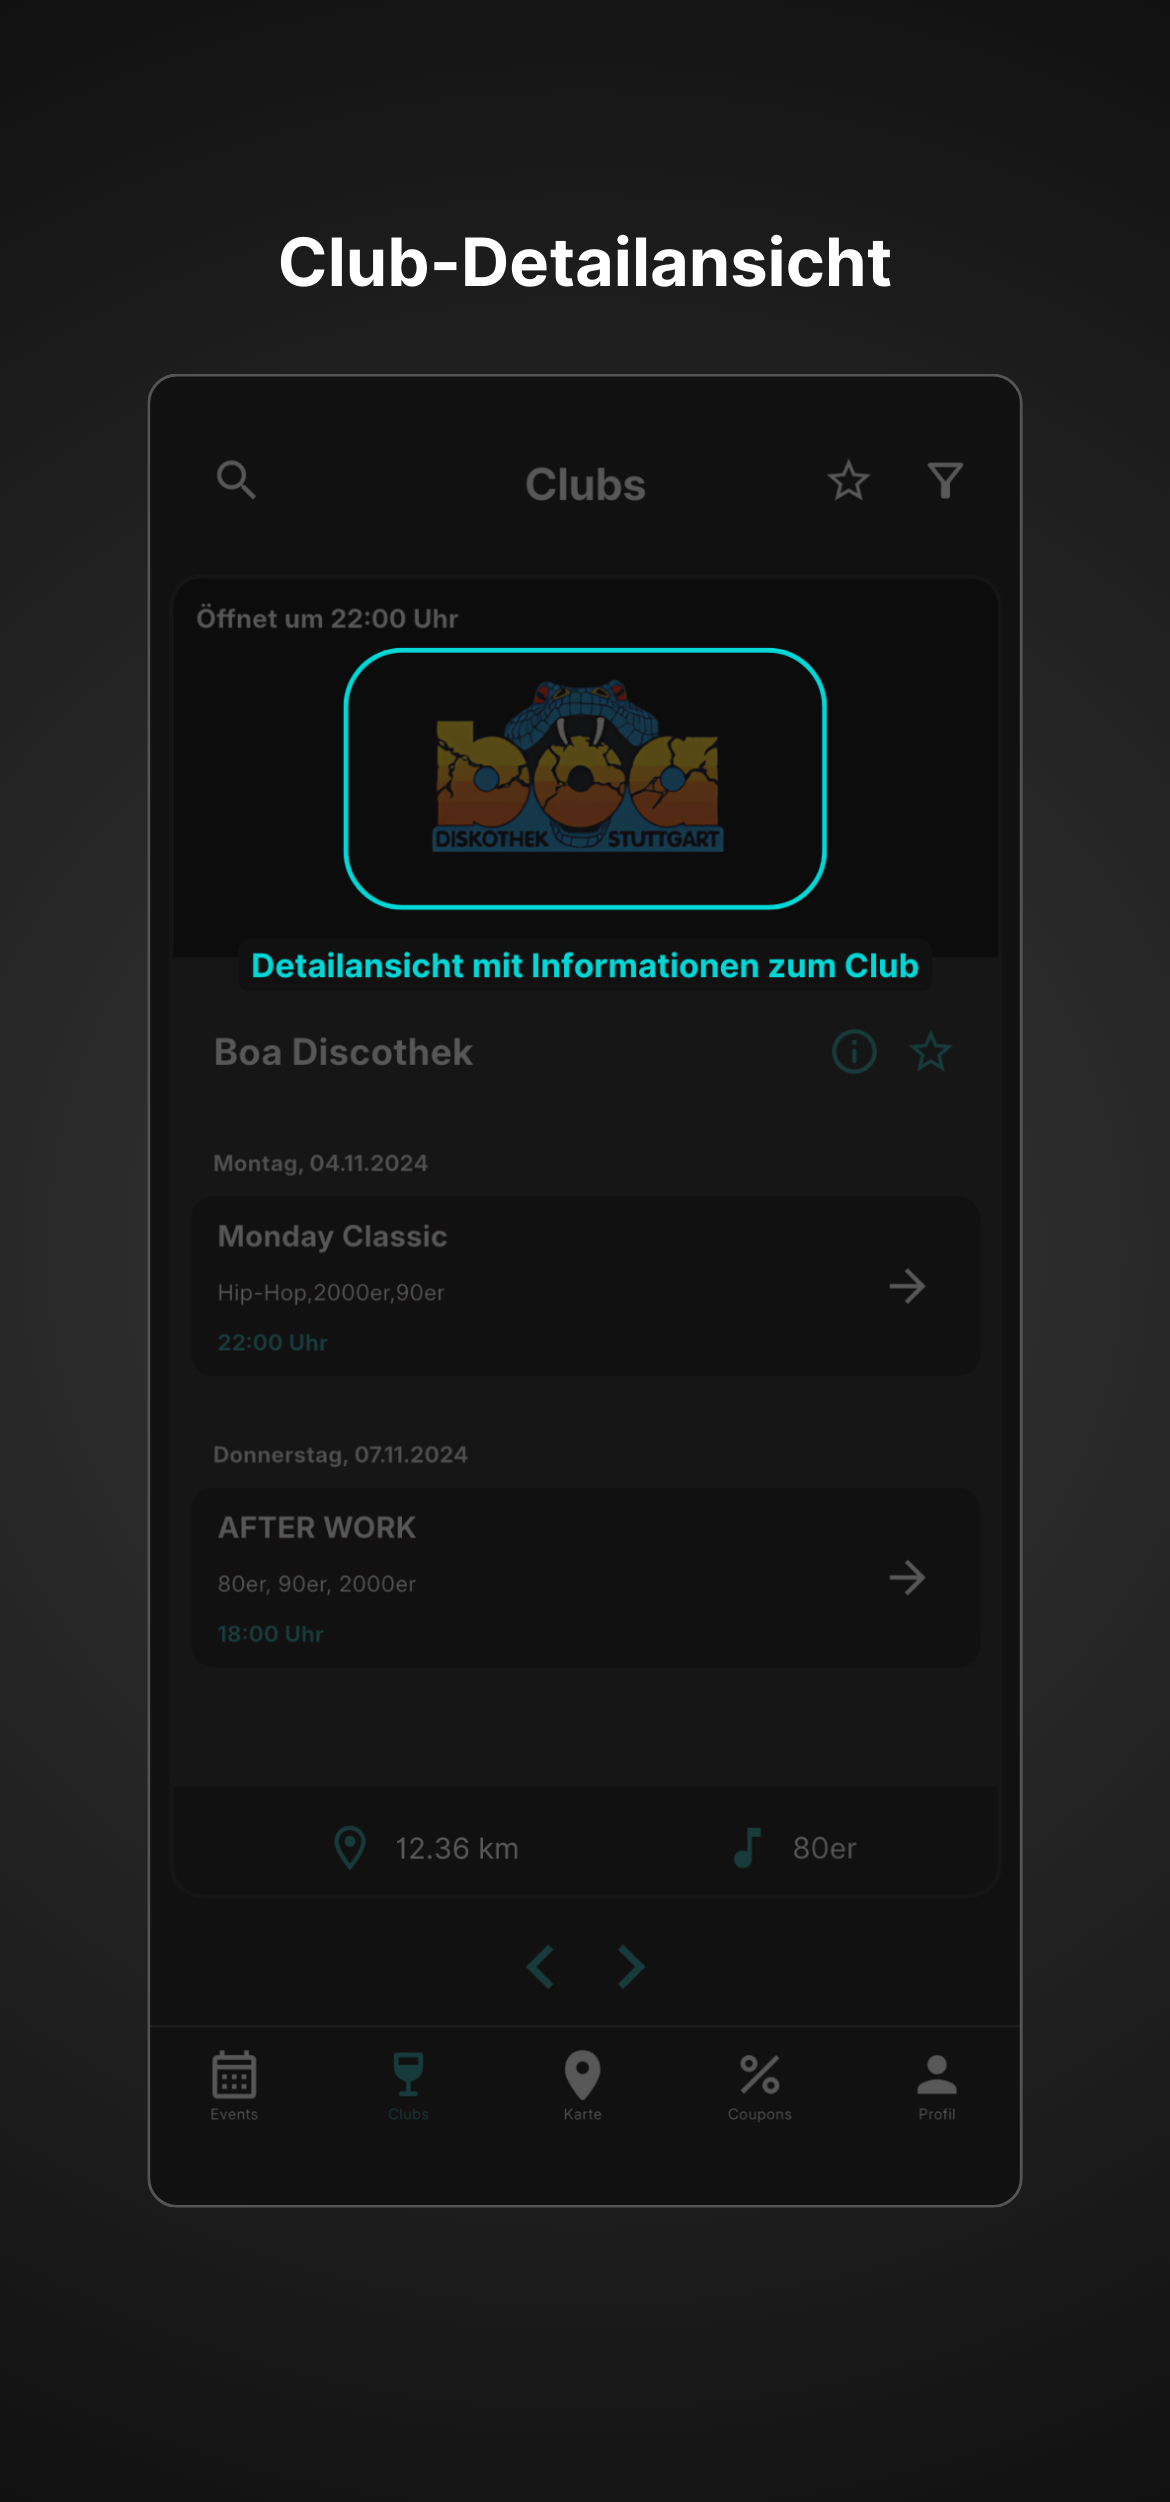 Club-Detailansicht
Clubs
Öffnet um 22:00 Uhr
boa
DISKOTHEK STUTTGART
Detailansicht mit Informationen zum Club
Boa Discothek
Montag, 04.11.2024
Monday Classic
Hip-Hop,2000er,90er
22:00 Uhr
Donnerstag, 07.11.2024
AFTER WORK
80er, 90er, 2000er
18:00 Uhr
12.36 km 80er
Events Clubs Karte Coupons Profil